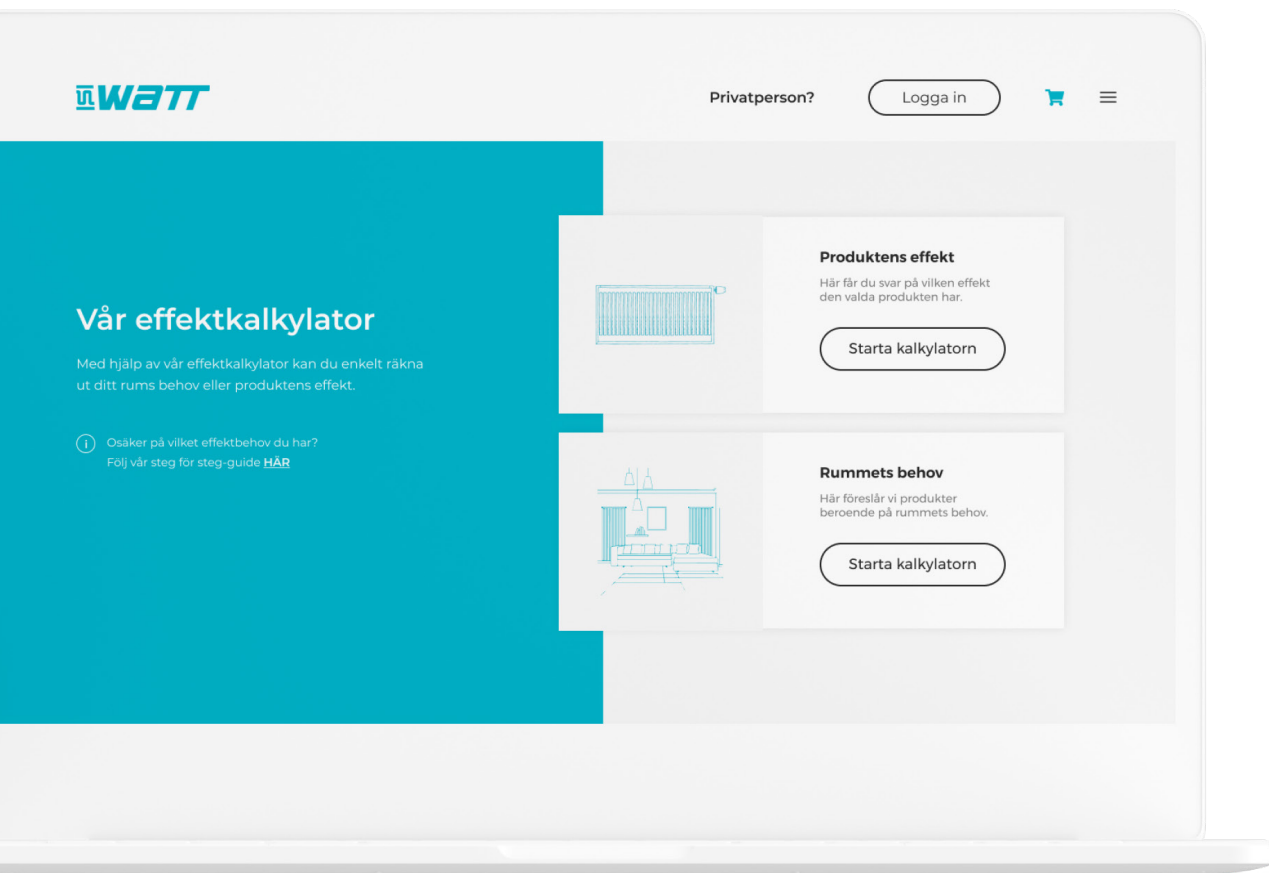 WATT
Privatperson?
Logga in
Vår effektkalkylator
Med hjälp av vår effektkalkylator kan du enkelt räkna
ut ditt rums behov eller produktens effekt.
Osäker på vilket effektbehov du har?
Följ vår steg för steg-guide HÄR
Produktens effekt
Här får du svar på vilken effekt
den valda produkten har.
Starta kalkylatorn
Rummets behov
Här föreslår vi produkter
beroende på rummets behov.
Starta kalkylatorn